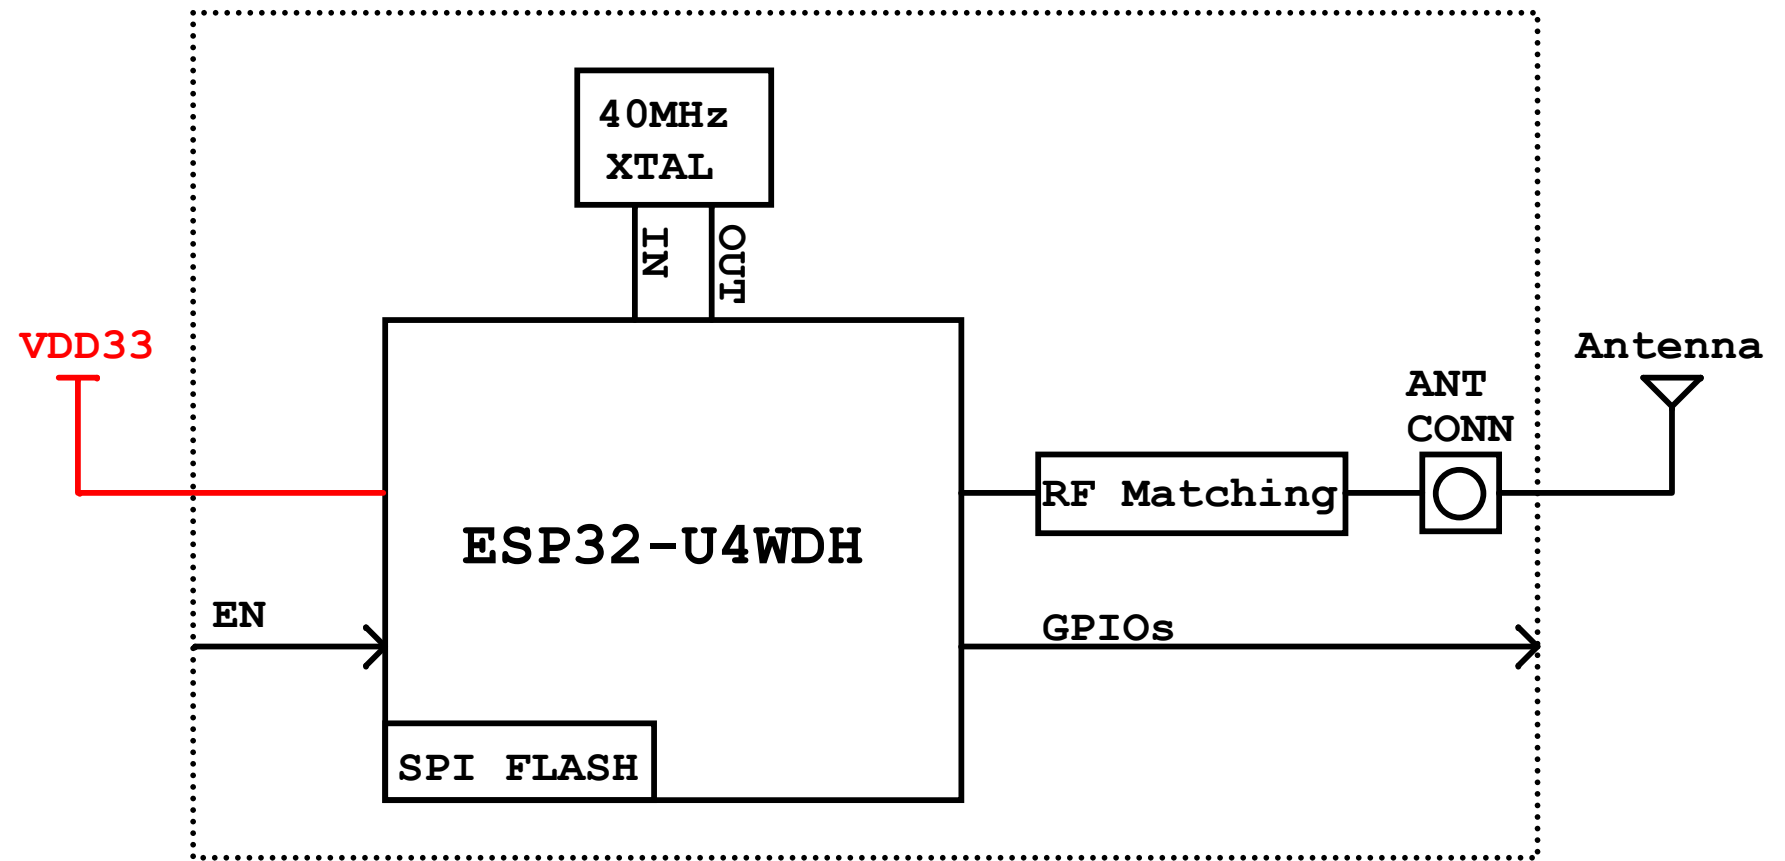 40MHz
XTAL
IN
OUT
VDD33
Antenna
ANT
CONN
RF Matching
ESP32-U4WDH
EN
GPIOs
SPI FLASH